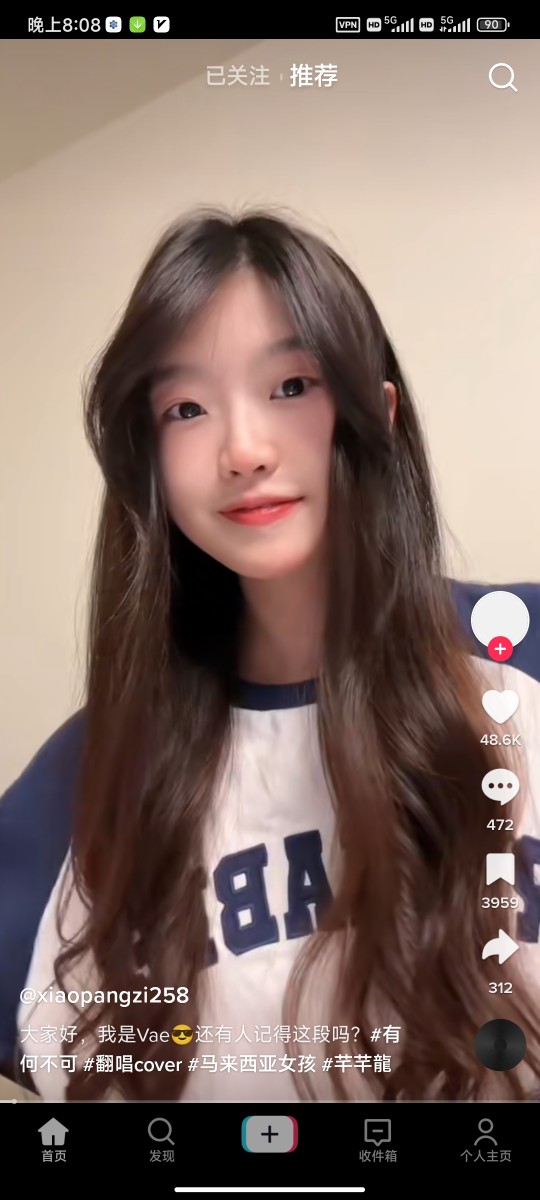 晚上8:08
VPN HD 5G HD 5G 90
已关注 推荐
48.6K
472
3959
312
BA
@xiaopangzi258
大家好，我是Vae😎还有人记得这段吗？#有
何不可 #翻唱cover #马来西亚女孩 #芊芊龍
首页 发现 收件箱 个人主页